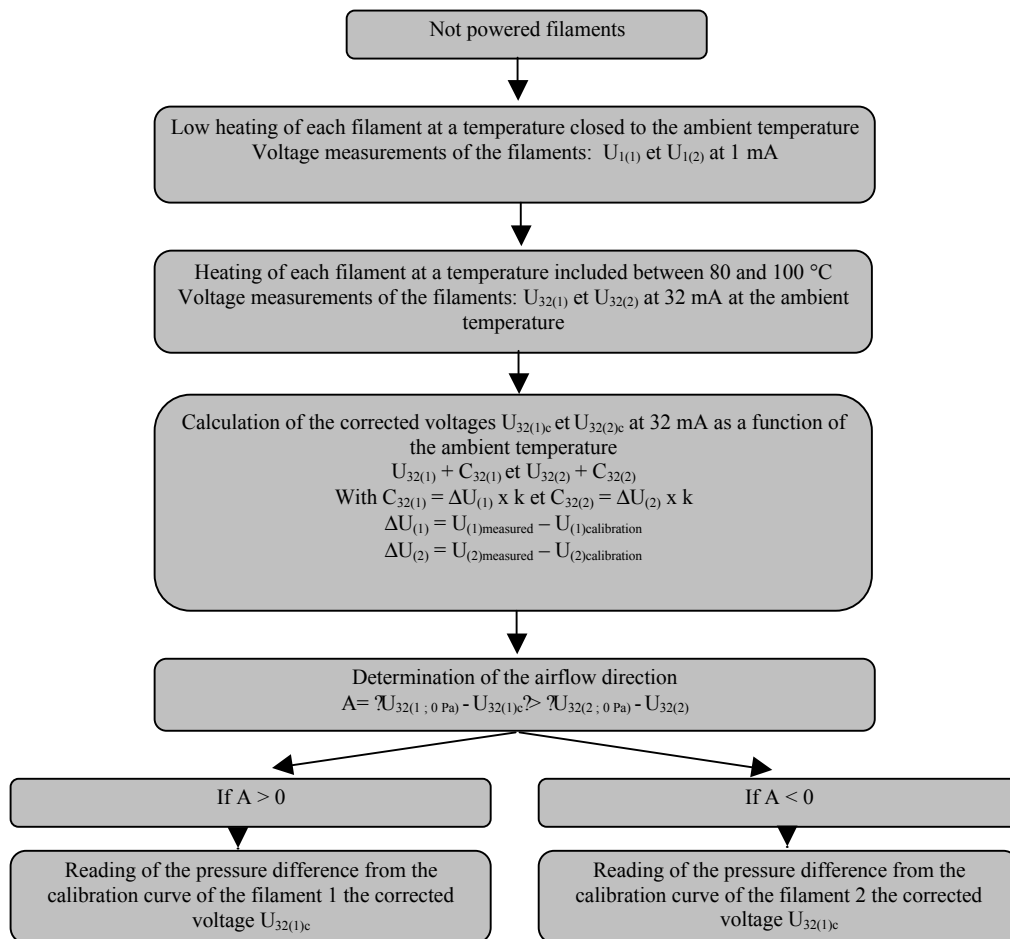 Not powered filaments
Low heating of each filament at a temperature closed to the ambient temperature
Voltage measurements of the filaments: U1(1) et U1(2) at 1 mA
Heating of each filament at a temperature included between 80 and 100 °C
Voltage measurements of the filaments: U32(1) et U32(2) at 32 mA at the ambient
temperature
Calculation of the corrected voltages U32(1)c et U32(2)c at 32 mA as a function of
the ambient temperature
U32(1) + C32(1) et U32(2) + C32(2)
With C32(1) = ΔU(1) x k et C32(2) = ΔU(2) x k
ΔU(1) = U(1)measured – U(1)calibration
ΔU(2) = U(2)measured – U(2)calibration
Determination of the airflow direction
A= ?U32(1 ; 0 Pa) - U32(1)c?> ?U32(2 ; 0 Pa) - U32(2)
If A > 0
If A < 0
Reading of the pressure difference from the
calibration curve of the filament 1 the corrected
voltage U32(1)c
Reading of the pressure difference from the
calibration curve of the filament 2 the corrected
voltage U32(1)c